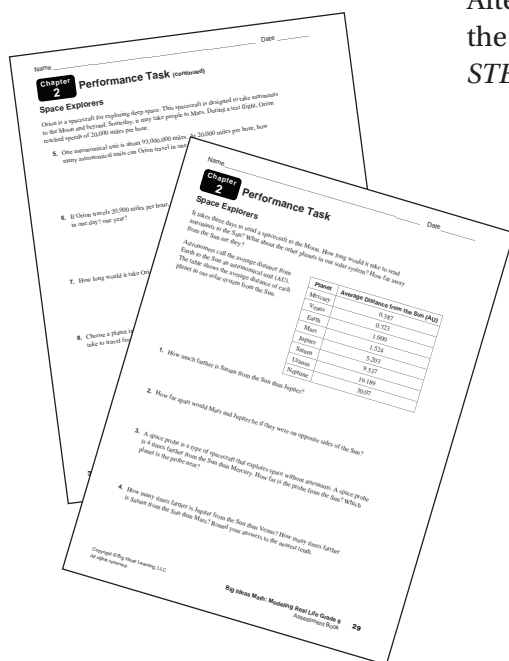 Afte
the
STE
Name
Date
Chapter
2
Performance Task (continued)
Space Explorers
Orion is a spacecraft for exploring deep space. This spacecraft is designed to take astronauts
to the Moon and beyond. Someday, it may take people to Mars. During a test flight, Orion
reached speeds of 20,000 miles per hour.
5. One astronomical unit is about 93,000,000 miles. At 20,000 miles per hour, how
many astronomical units can Orion travel in one
6. If Orion travels 20,000 miles per hour,
in one day? one year?
7. How long would it take Ori
8. Choose a planet in
take to travel from
Name
Date
Chapter
2
Performance Task
Space Explorers
It takes three days to send a spacecraft to the Moon. How long would it take to send
astronauts to the Sun? What about the other planets in our solar system? How far away
from the Sun are they?
Astronomers call the average distance from
Earth to the Sun an astronomical unit (AU).
The table shows the average distance of each
planet in our solar system from the Sun.
Planet Average Distance from the Sun (AU)
Mercury 0.387
Venus 0.723
Earth 1.000
Mars 1.524
Jupiter 5.203
Saturn 9.537
Uranus 19.189
Neptune 30.07
1. How much farther is Saturn from the Sun than Jupiter?
2. How far apart would Mars and Jupiter be if they were on opposite sides of the Sun?
3. A space probe is a type of spacecraft that explores space without astronauts. A space probe
is 4 times farther from the Sun than Mercury. How far is the probe from the Sun? Which
planet is the probe near?
4. How many times farther is Jupiter from the Sun than Venus? How many times farther
is Saturn from the Sun than Mars? Round your answers to the nearest tenth.
Copyright © Big Ideas Learning, LLC
All rights reserved.
Big Ideas Math: Modeling Real Life Grade 6
Assessment Book
29